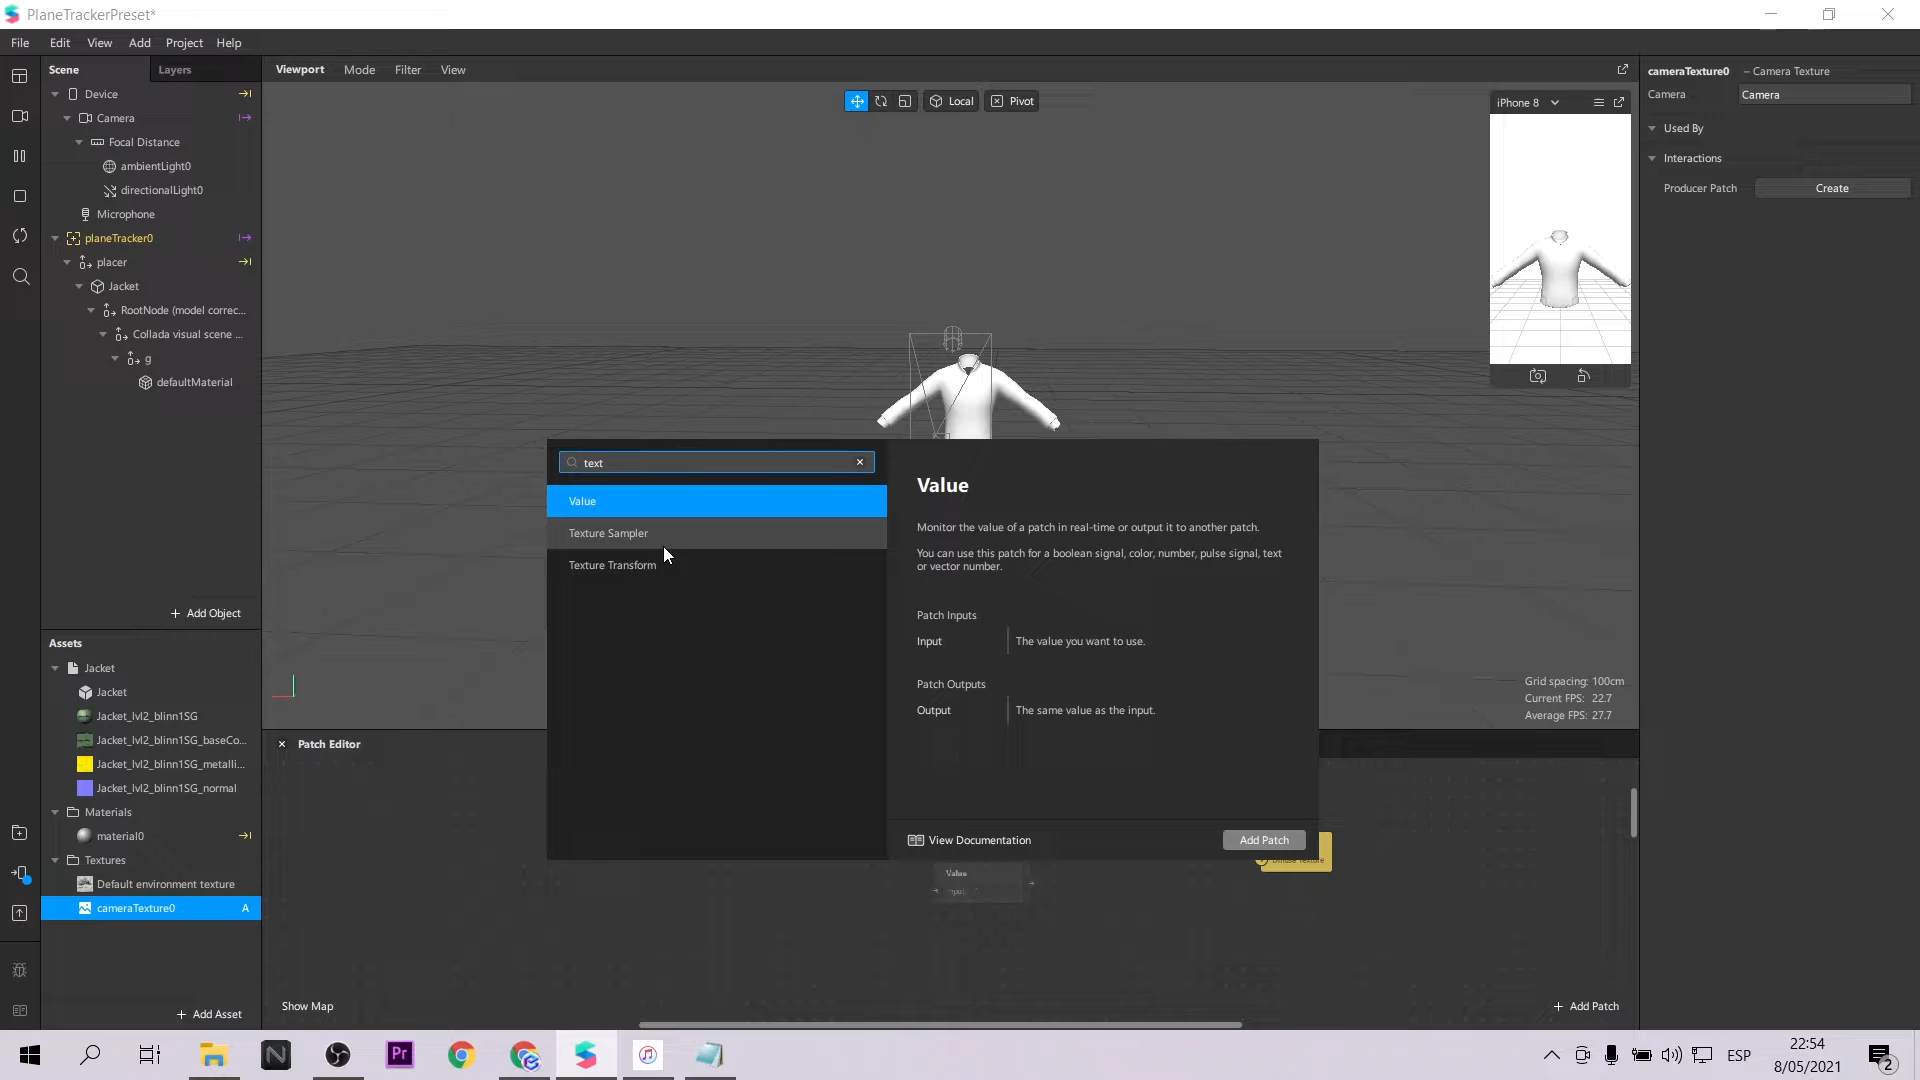 PlaneTrackerPreset*
File Edit View Add Project Help
Scene Layers
Device
Camera
Focal Distance
ambientLight0
directionalLight0
Microphone
planeTracker0
placer
Jacket
RootNode (model correc...
Collada visual scene ...
g
defaultMaterial
+ Add Object
Assets
Jacket
Jacket
Jacket_lvl2_blinn1SG
Jacket_lvl2_blinn1SG_baseCo...
Jacket_lvl2_blinn1SG_metalli...
Jacket_lvl2_blinn1SG_normal
Materials
material0
Textures
Default environment texture
cameraTexture0 A
+ Add Asset
Viewport Mode Filter View
Local Pivot
iPhone 8
Grid spacing: 100cm
Current FPS: 22.7
Average FPS: 27.7
text
Value
Texture Sampler
Texture Transform
Value
Monitor the value of a patch in real-time or output it to another patch.
You can use this patch for a boolean signal, color, number, pulse signal, text
or vector number.
Patch Inputs
Input The value you want to use.
Patch Outputs
Output The same value as the input.
View Documentation Add Patch
Patch Editor
Value
Input
Diffuse Texture
Show Map
+ Add Patch
cameraTexture0 – Camera Texture
Camera Camera
Used By
Interactions
Producer Patch Create
N
Pr
ESP
22:54
8/05/2021
2